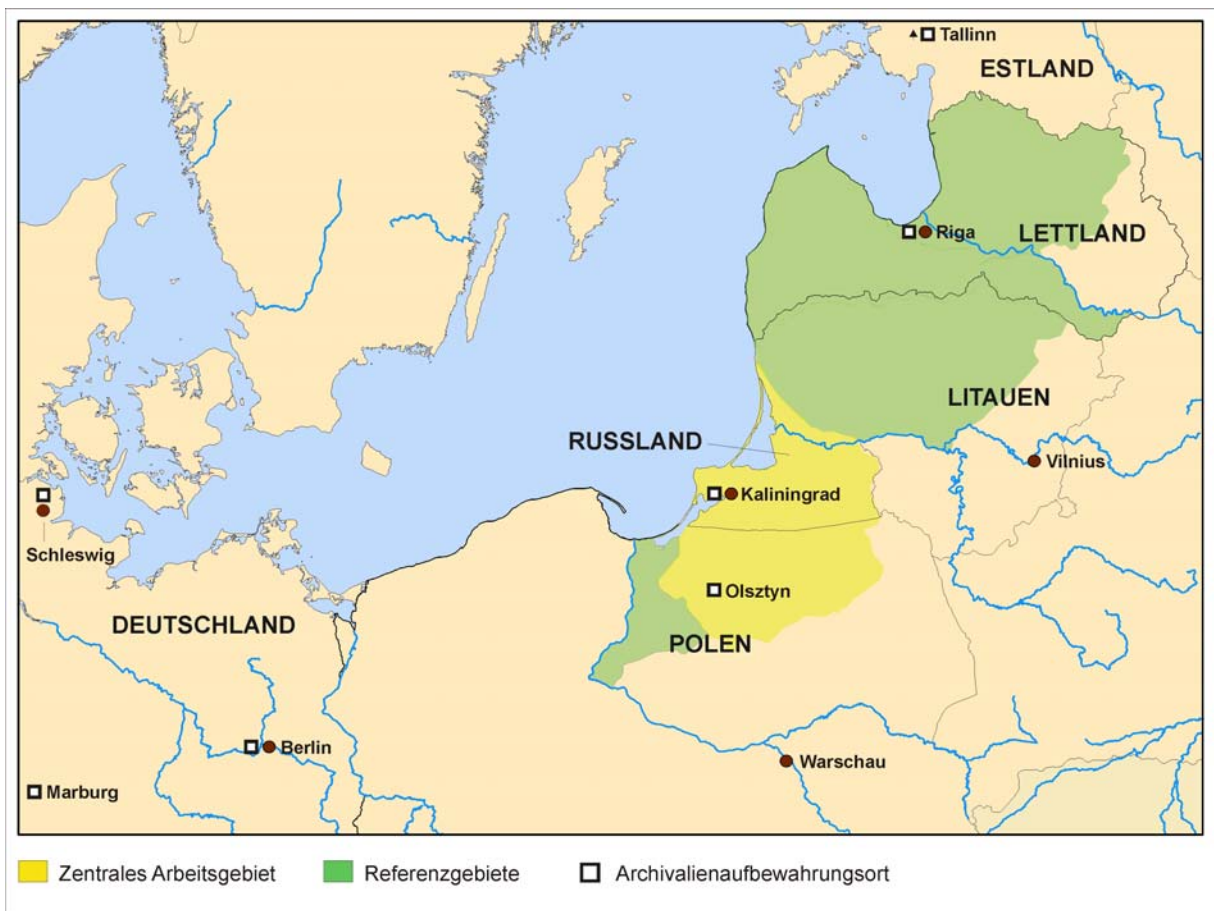 Tallinn
ESTLAND
Riga
LETTLAND
LITAUEN
RUSSLAND
Vilnius
Kaliningrad
Schleswig
Olsztyn
DEUTSCHLAND
POLEN
Berlin
Warschau
Marburg
Zentrales Arbeitsgebiet
Referenzgebiete
Archivalienaufbewahrungsort